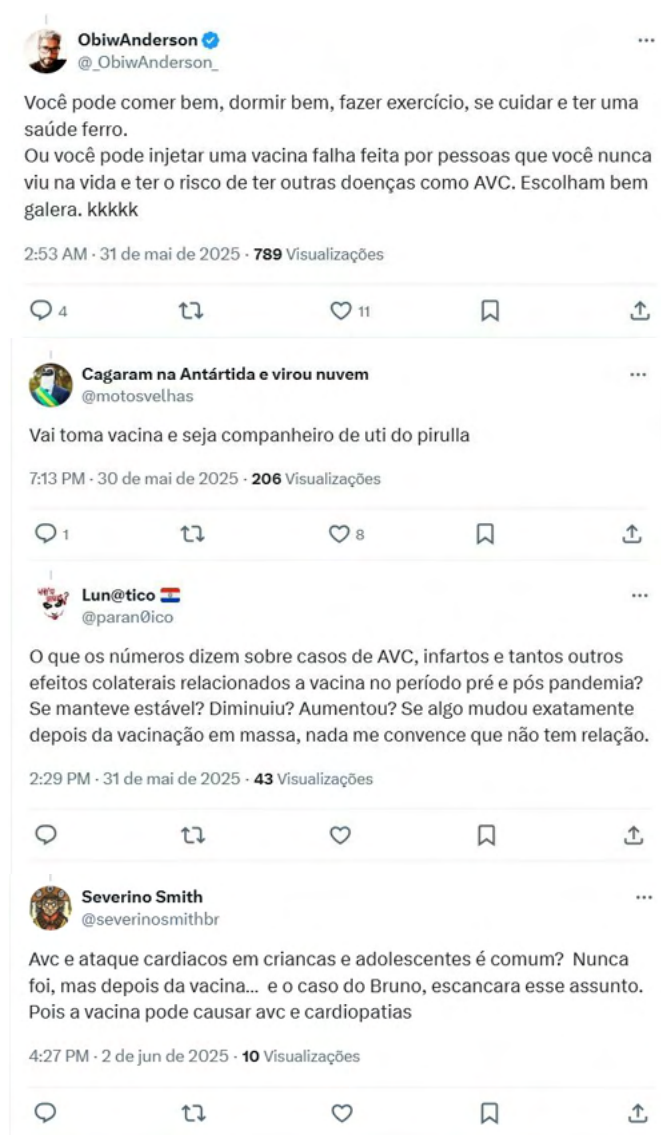 ObiwAnderson
@_ObiwAnderson_
Você pode comer bem, dormir bem, fazer exercício, se cuidar e ter uma
saúde ferro.
Ou você pode injetar uma vacina falha feita por pessoas que você nunca
viu na vida e ter o risco de ter outras doenças como AVC. Escolham bem
galera. kkkkk
2:53 AM · 31 de mai de 2025 · 789 Visualizações
4 11
Cagaram na Antártida e virou nuvem
@motosvelhas
Vai toma vacina e seja companheiro de uti do pirulla
7:13 PM · 30 de mai de 2025 · 206 Visualizações
1 8
Lun@tico
@paran0ico
O que os números dizem sobre casos de AVC, infartos e tantos outros
efeitos colaterais relacionados a vacina no período pré e pós pandemia?
Se manteve estável? Diminuiu? Aumentou? Se algo mudou exatamente
depois da vacinação em massa, nada me convence que não tem relação.
2:29 PM · 31 de mai de 2025 · 43 Visualizações
Severino Smith
@severinosmithbr
Avc e ataque cardiacos em criancas e adolescentes é comum? Nunca
foi, mas depois da vacina... e o caso do Bruno, escancara esse assunto.
Pois a vacina pode causar avc e cardiopatias
4:27 PM · 2 de jun de 2025 · 10 Visualizações